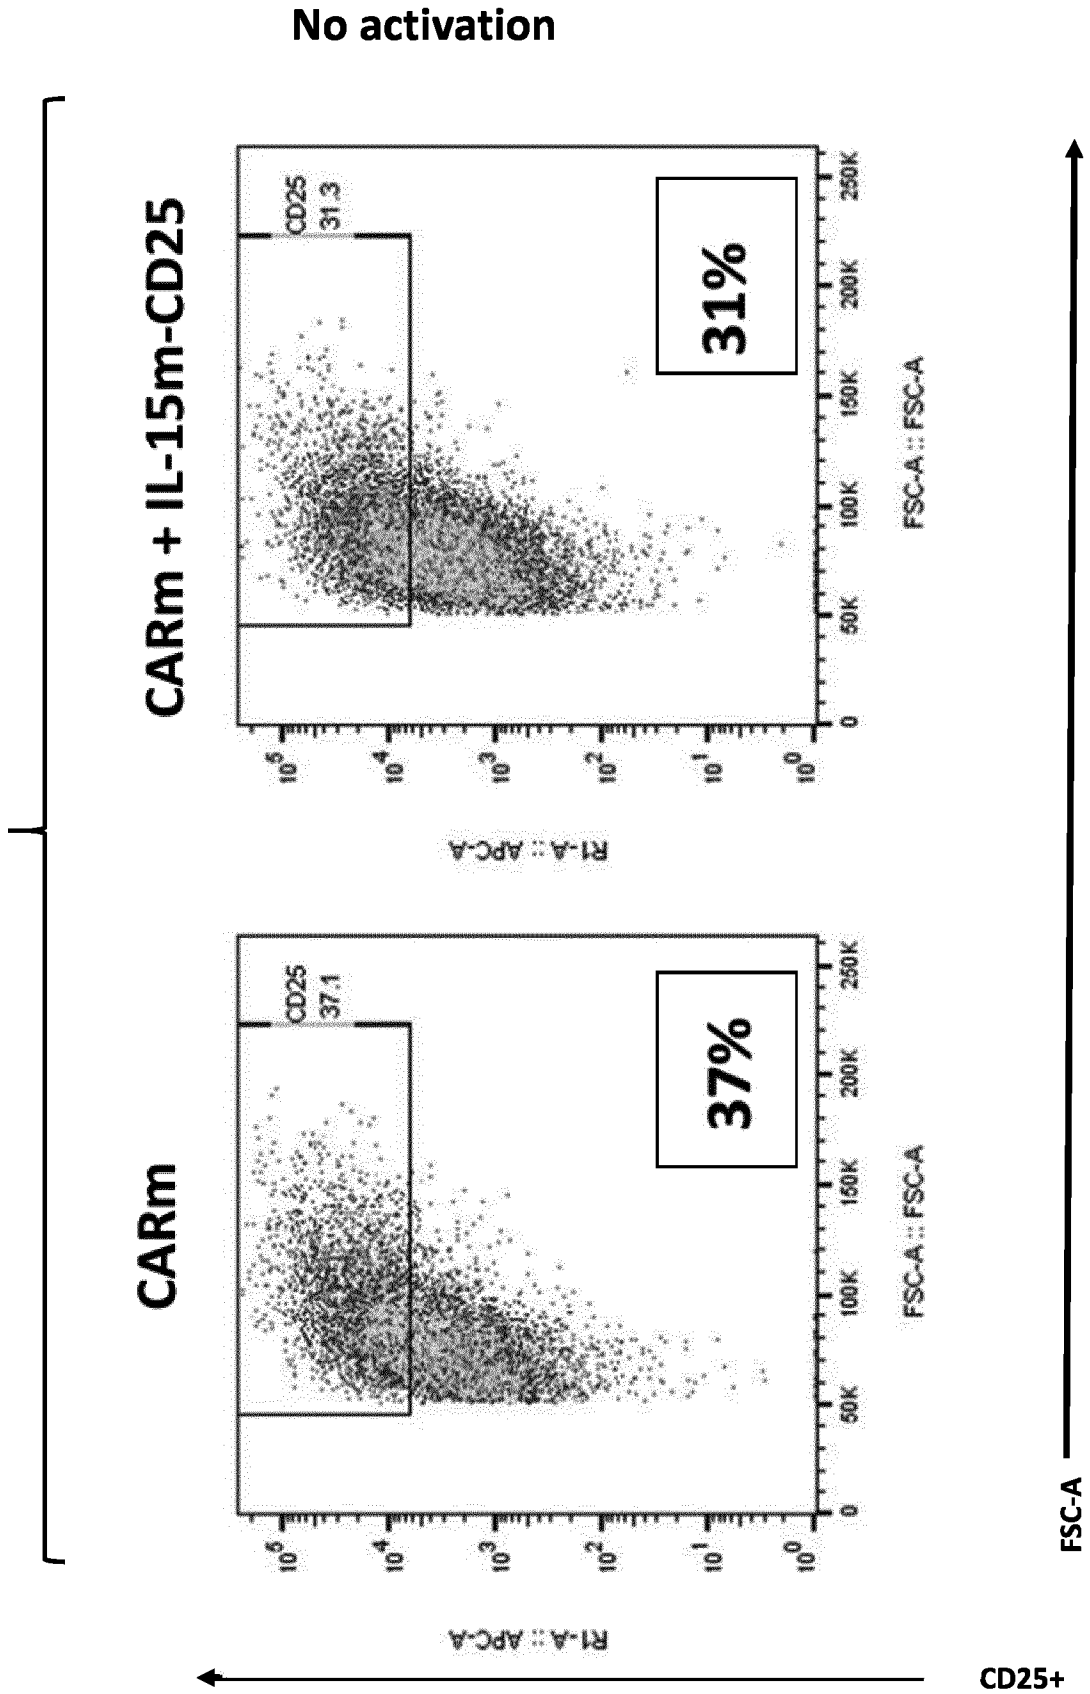 No activation
CARm
CARm + IL-15m-CD25
R1-A :: APC-A
10^5
10^4
10^3
10^2
10^1
10^0
CD25
37.1
37%
0
50K
100K
150K
200K
250K
FSC-A :: FSC-A
R1-A :: APC-A
10^5
10^4
10^3
10^2
10^1
10^0
CD25
31.3
31%
0
50K
100K
150K
200K
250K
FSC-A :: FSC-A
CD25+
FSC-A